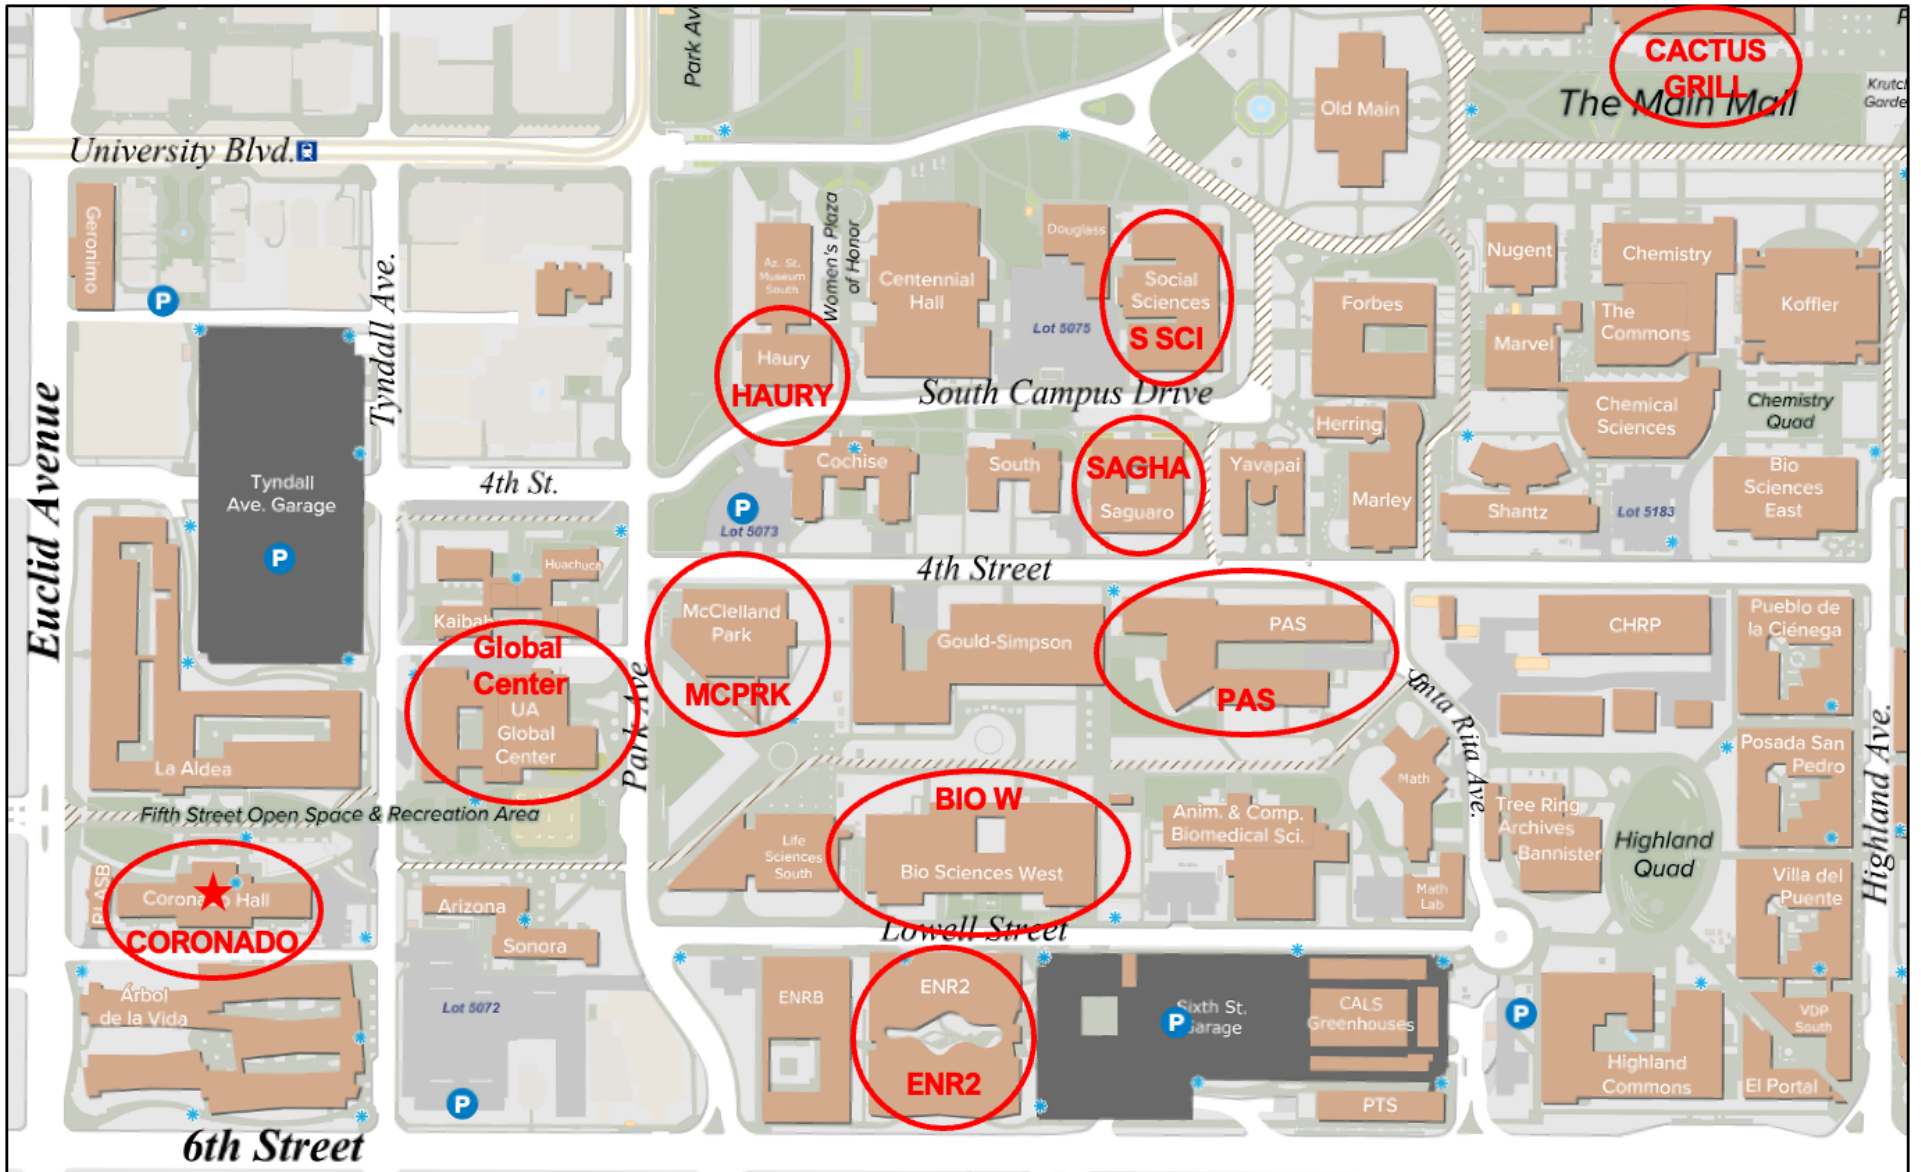 Park Av
CACTUS
GRILL
The Main Mall
Krutch
Garde
Old Main
University Blvd.
Geronimo
P
Tyndall Ave.
Az. St.
Museum
South
Women's Plaza
of Honor
Centennial
Hall
Douglass
Social
Sciences
S SCI
Lot 5075
Haury
HAURY
South Campus Drive
Forbes
Nugent
Chemistry
The
Commons
Marvel
Koffler
Herring
Chemical
Sciences
Chemistry
Quad
Euclid Avenue
Tyndall
Ave. Garage
P
4th St.
P
Lot 5073
Cochise
South
SAGHA
Saguaro
Yavapai
Marley
Shantz
Lot 5183
Bio
Sciences
East
4th Street
Huachuca
Kaibab
Global
Center
UA
Global
Center
Park Ave
McClelland
Park
MCPRK
Gould-Simpson
PAS
PAS
CHRP
Pueblo de
la Ciénega
La Aldea
Math
Rita Ave.
Posada San
Pedro
Highland Ave.
Fifth Street Open Space & Recreation Area
BIO W
Bio Sciences West
Life
Sciences
South
Anim. & Comp.
Biomedical Sci.
Tree Ring
Archives
Bannister
Highland
Quad
Math
Lab
Villa del
Puente
Coronado Hall
CORONADO
Arizona
Sonora
Lowell Street
Árbol
de la Vida
Lot 5072
P
ENRB
ENR2
ENR2
Sixth St.
Garage
P
CALS
Greenhouses
PTS
P
Highland
Commons
VDP
South
El Portal
6th Street